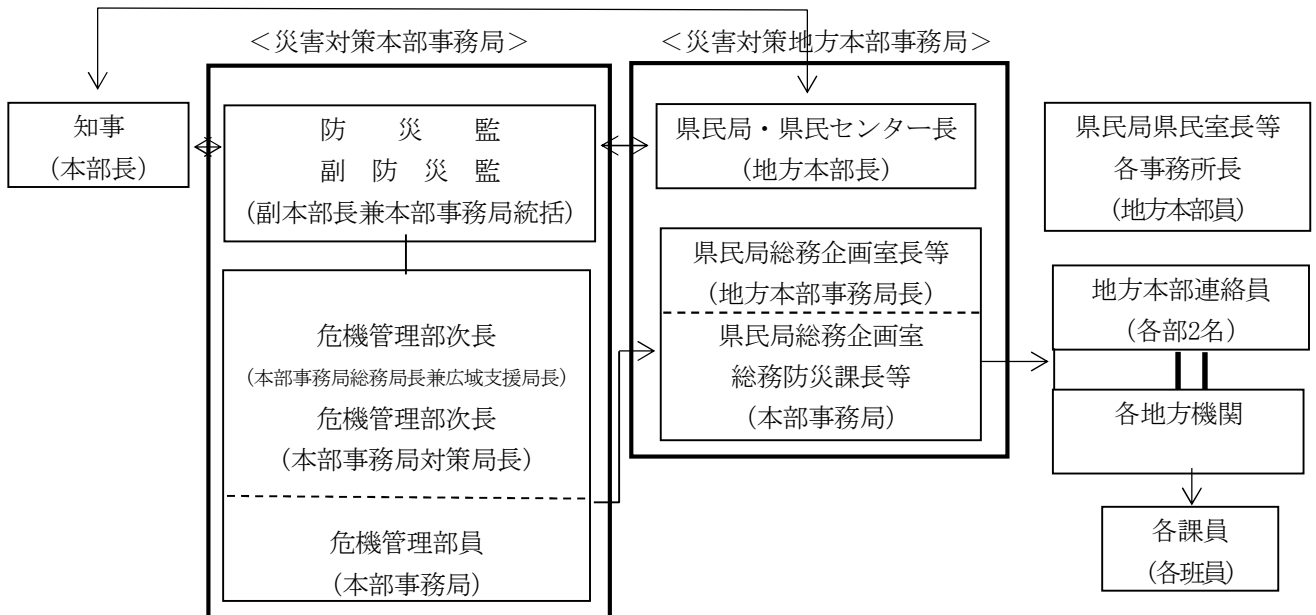 ＜災害対策本部事務局＞
＜災害対策地方本部事務局＞
知事
(本部長)
防　災　監
副　防　災　監
(副本部長兼本部事務局統括)
危機管理部次長
(本部事務局総務局長兼広域支援局長)
危機管理部次長
(本部事務局対策局長)
危機管理部員
(本部事務局)
県民局・県民センター長
(地方本部長)
県民局総務企画室長等
(地方本部事務局長)
県民局総務企画室
総務防災課長等
(本部事務局)
県民局県民室長等
各事務所長
(地方本部員)
地方本部連絡員
(各部2名)
各地方機関
各課員
(各班員)